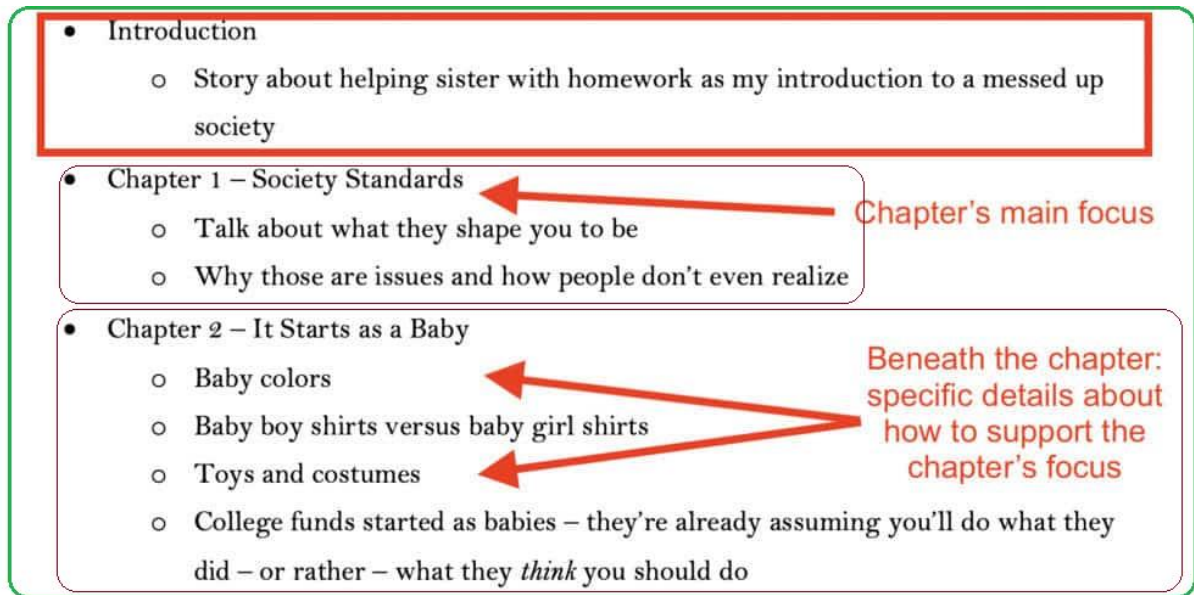 • Introduction
o Story about helping sister with homework as my introduction to a messed up
society
• Chapter 1 – Society Standards
o Talk about what they shape you to be
o Why those are issues and how people don't even realize
Chapter's main focus
• Chapter 2 – It Starts as a Baby
o Baby colors
o Baby boy shirts versus baby girl shirts
o Toys and costumes
o College funds started as babies – they're already assuming you'll do what they
did – or rather – what they think you should do
Beneath the chapter:
specific details about
how to support the
chapter's focus